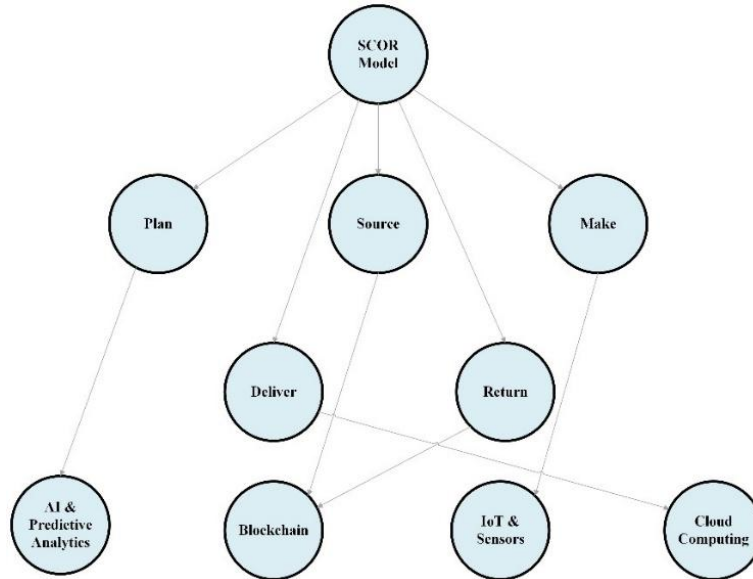 SCOR
Model
Plan
Source
Make
Deliver
Return
AI &
Predictive
Analytics
Blockchain
IoT &
Sensors
Cloud
Computing